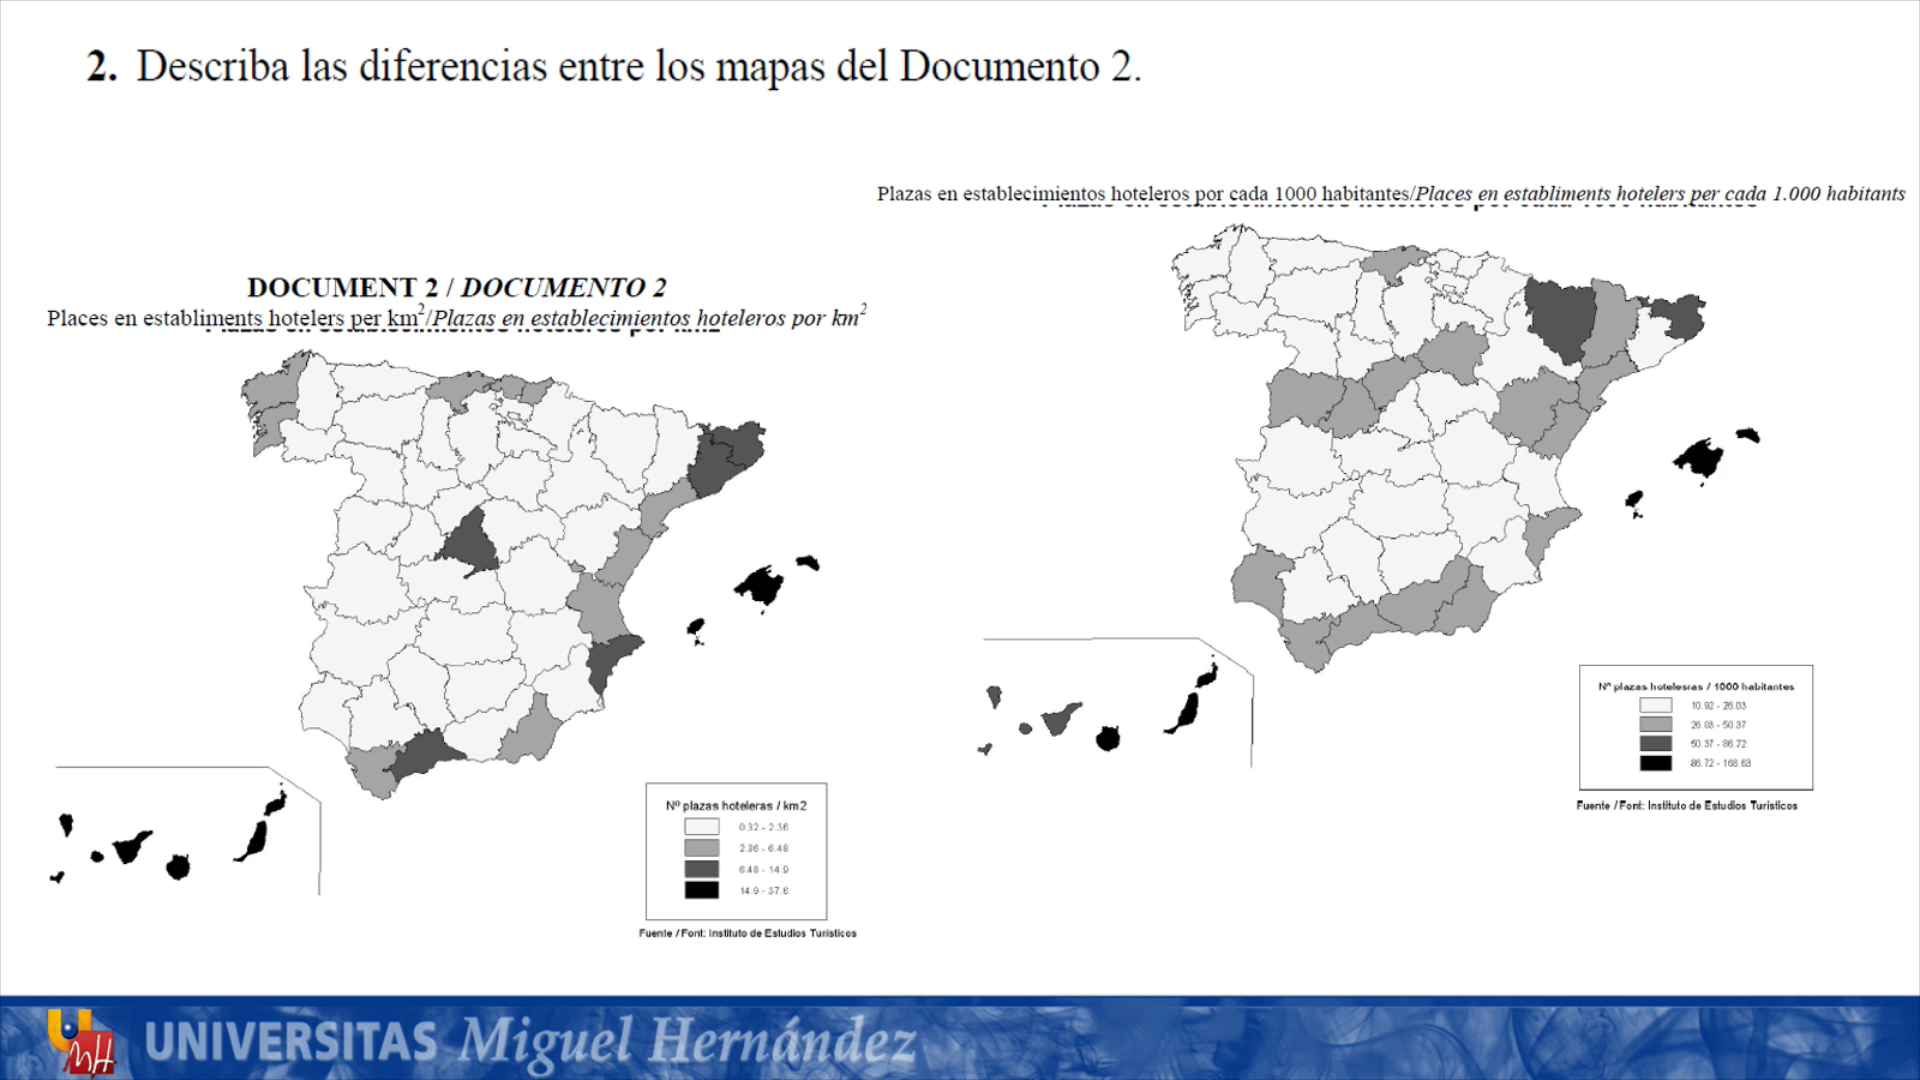 2. Describa las diferencias entre los mapas del Documento 2.
Plazas en establecimientos hoteleros por cada 1000 habitantes/Places en establiments hotelers per cada 1.000 habitants
DOCUMENT 2 / DOCUMENTO 2
Places en establiments hotelers per km2/Plazas en establecimientos hoteleros por km2
Nº plazas hotelesras / 1000 habitantes
10.92 - 26.03
26.03 - 50.37
50.37 - 86.72
86.72 - 168.63
Fuente / Font: Instituto de Estudios Turísticos
Nº plazas hoteleras / km2
0.32 - 2.36
2.36 - 6.48
6.48 - 14.9
14.9 - 37.6
Fuente / Font: Instituto de Estudios Turísticos
UNIVERSITAS Miguel Hernández